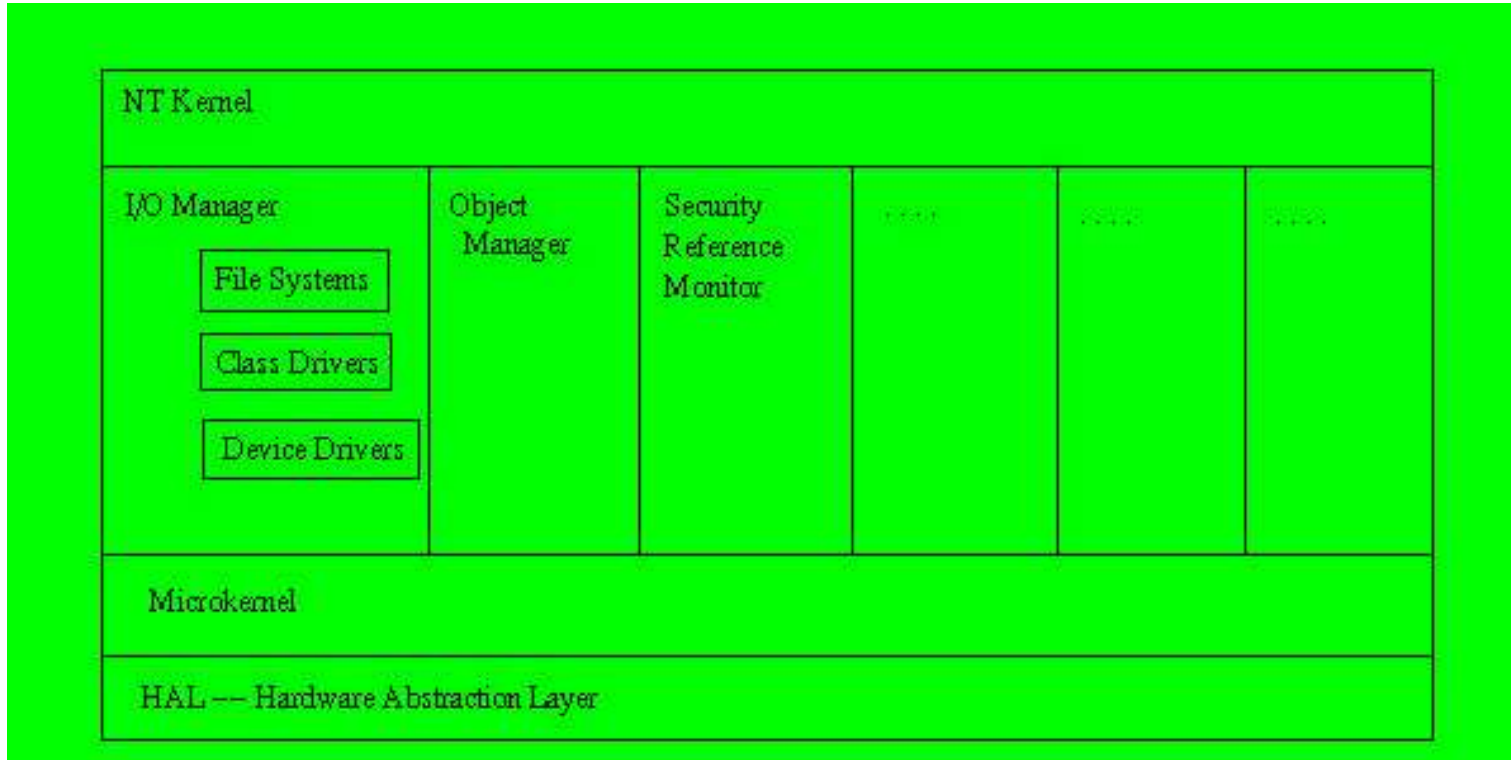 NT Kernel
I/O Manager
File Systems
Class Drivers
Device Drivers
Object
Manager
Security
Reference
Monitor
. . . .
. . . .
. . . .
Microkernel
HAL –– Hardware Abstraction Layer